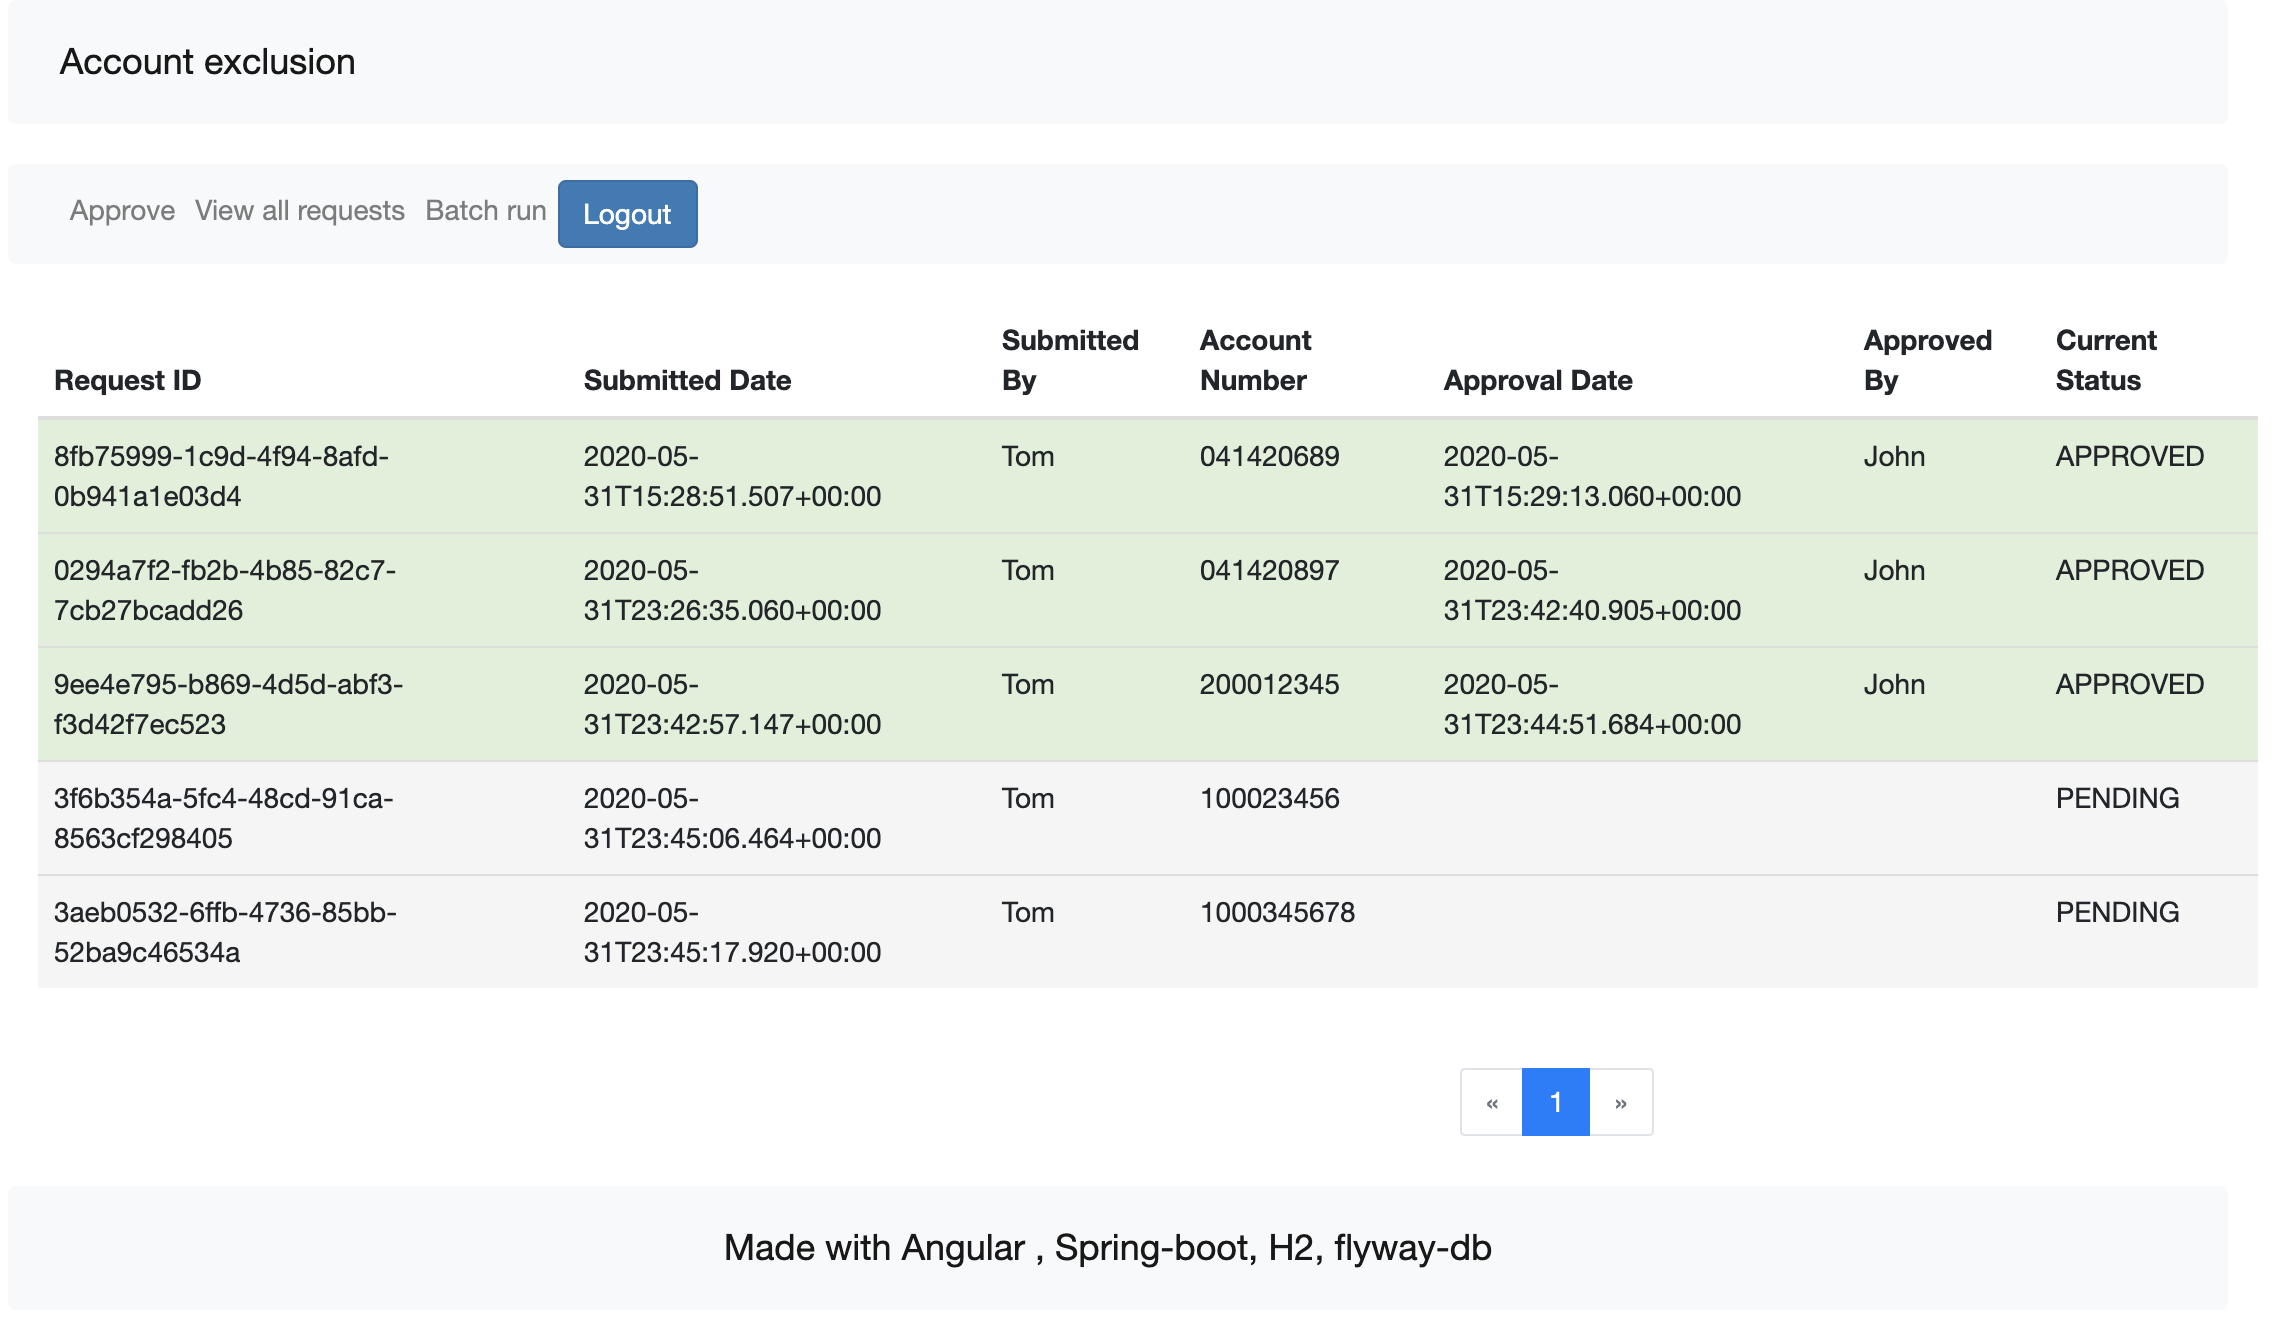 Account exclusion
Approve View all requests Batch run Logout
Request ID Submitted Date Submitted By Account Number Approval Date Approved By Current Status
8fb75999-1c9d-4f94-8afd- 2020-05- Tom 041420689 2020-05- John APPROVED
0b941a1e03d4 31T15:28:51.507+00:00 31T15:29:13.060+00:00
0294a7f2-fb2b-4b85-82c7- 2020-05- Tom 041420897 2020-05- John APPROVED
7cb27bcadd26 31T23:26:35.060+00:00 31T23:42:40.905+00:00
9ee4e795-b869-4d5d-abf3- 2020-05- Tom 200012345 2020-05- John APPROVED
f3d42f7ec523 31T23:42:57.147+00:00 31T23:44:51.684+00:00
3f6b354a-5fc4-48cd-91ca- 2020-05- Tom 100023456 PENDING
8563cf298405 31T23:45:06.464+00:00
3aeb0532-6ffb-4736-85bb- 2020-05- Tom 1000345678 PENDING
52ba9c46534a 31T23:45:17.920+00:00
« 1 »
Made with Angular , Spring-boot, H2, flyway-db